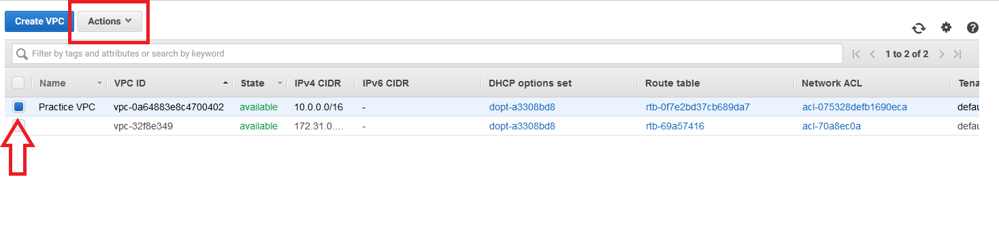 Create VPC Actions
Filter by tags and attributes or search by keyword 1 to 2 of 2
Name VPC ID State IPv4 CIDR IPv6 CIDR DHCP options set Route table Network ACL Tena
Practice VPC vpc-0a64883e8c4700402 available 10.0.0.0/16 - dopt-a3308bd8 rtb-0f7e2bd37cb689da7 acl-075328defb1690eca defau
vpc-32f8e349 available 172.31.0.... - dopt-a3308bd8 rtb-69a57416 acl-70a8ec0a defau